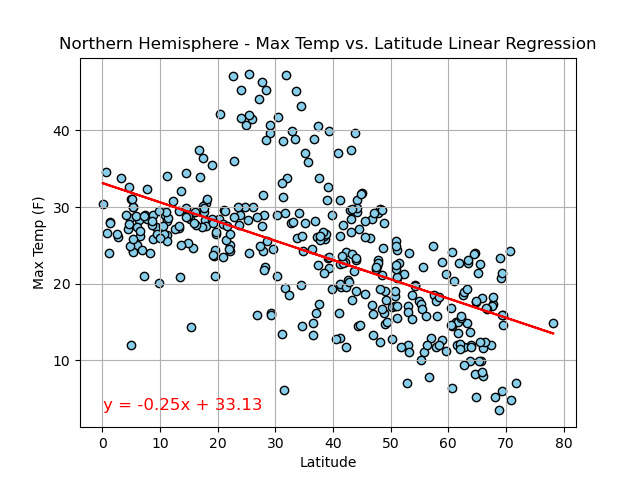 Northern Hemisphere - Max Temp vs. Latitude Linear Regression
40
30
20
10
Max Temp (F)
y = -0.25x + 33.13
0 10 20 30 40 50 60 70 80
Latitude